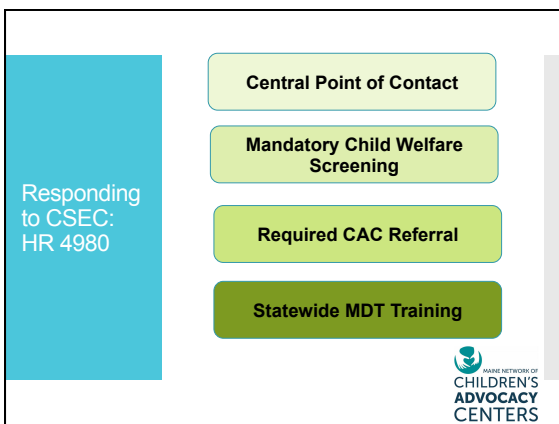 Responding
to CSEC:
HR 4980
Central Point of Contact
Mandatory Child Welfare
Screening
Required CAC Referral
Statewide MDT Training
MAINE NETWORK OF
CHILDREN'S
ADVOCACY
CENTERS